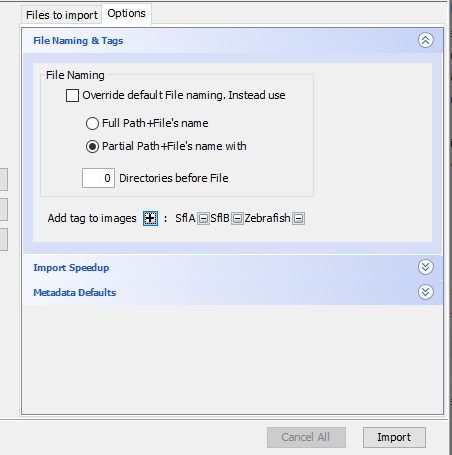 Files to import Options
File Naming & Tags
File Naming
Override default File naming. Instead use
Full Path+File's name
Partial Path+File's name with
0 Directories before File
Add tag to images : SflA SflB Zebrafish
Import Speedup
Metadata Defaults
Cancel All Import